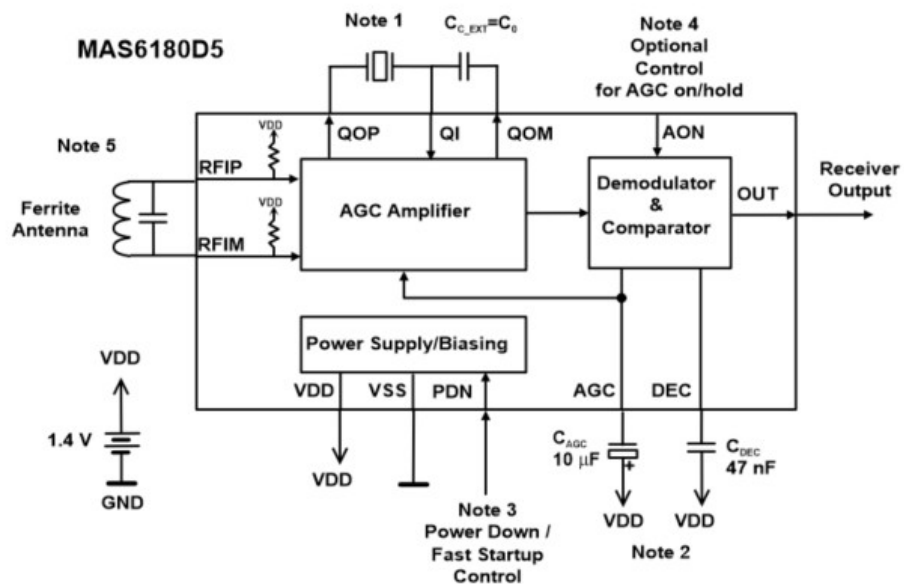 MAS6180D5
Note 1
C_C_EXT=C_0
Note 4
Optional
Control
for AGC on/hold
QOP
QI
QOM
AON
VDD
Note 5
RFIP
Ferrite
Antenna
VDD
RFIM
AGC Amplifier
Demodulator
&
Comparator
OUT
Receiver
Output
Power Supply/Biasing
VDD
VSS
PDN
AGC
DEC
VDD
1.4 V
GND
VDD
Note 3
Power Down /
Fast Startup
Control
C_AGC
10 µF
+
VDD
C_DEC
47 nF
VDD
Note 2